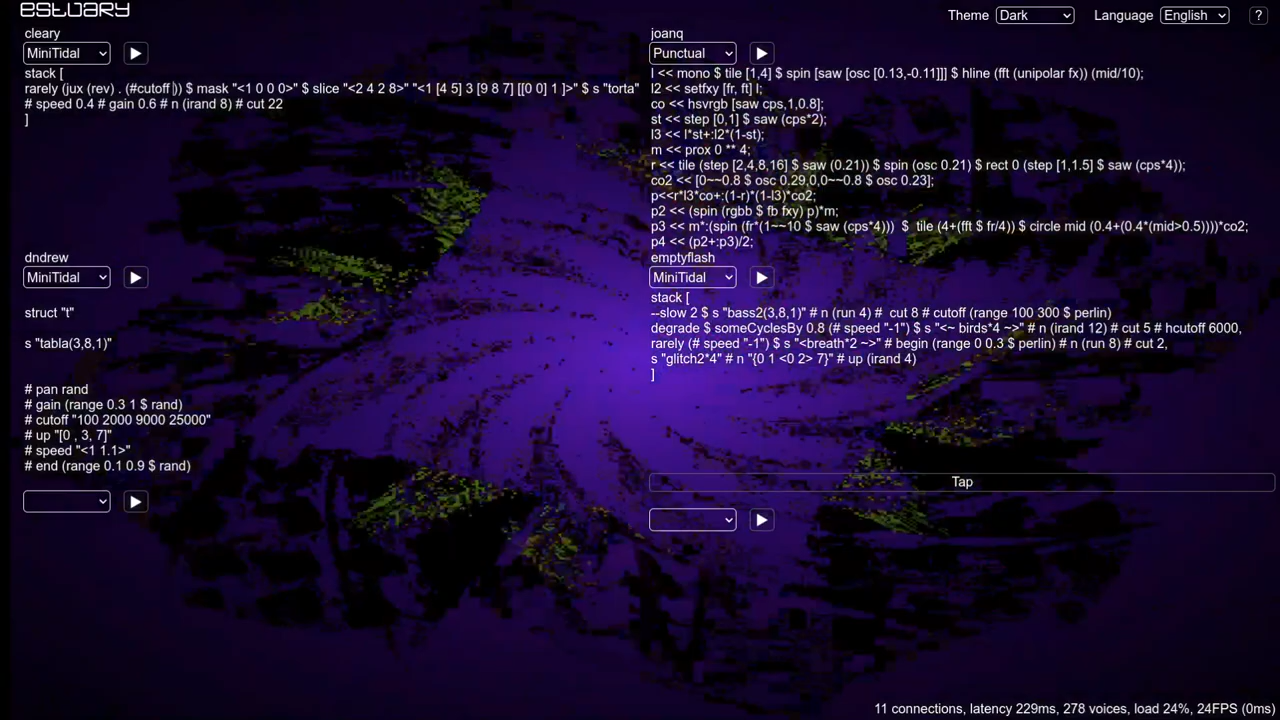 estuary
Theme Dark Language English ?
cleary
MiniTidal
stack [
rarely (jux (rev) . (#cutoff )) $ mask "<1 0 0 0>" $ slice "<2 4 2 8>" "<1 [4 5] 3 [9 8 7] [[0 0] 1 ]>" $ s "torta"
# speed 0.4 # gain 0.6 # n (irand 8) # cut 22
]
joanq
Punctual
l << mono $ tile [1,4] $ spin [saw [osc [0.13,-0.11]]] $ hline (fft (unipolar fx)) (mid/10);
l2 << setfxy [fr, ft] l;
co << hsvrgb [saw cps,1,0.8];
st << step [0,1] $ saw (cps*2);
l3 << l*st+:l2*(1-st);
m << prox 0 ** 4;
r << tile (step [2,4,8,16] $ saw (0.21)) $ spin (osc 0.21) $ rect 0 (step [1,1.5] $ saw (cps*4));
co2 << [0~~0.8 $ osc 0.29,0,0~~0.8 $ osc 0.23];
p<<r*l3*co+:(1-r)*(1-l3)*co2;
p2 << (spin (rgbb $ fb fxy) p)*m;
p3 << m*:(spin (fr*(1~~10 $ saw (cps*4))) $ tile (4+(fft $ fr/4)) $ circle mid (0.4+(0.4*(mid>0.5))))*co2;
p4 << (p2+:p3)/2;
dndrew
MiniTidal
struct "t"
s "tabla(3,8,1)"
# pan rand
# gain (range 0.3 1 $ rand)
# cutoff "100 2000 9000 25000"
# up "[0 , 3, 7]"
# speed "<1 1.1>"
# end (range 0.1 0.9 $ rand)
emptyflash
MiniTidal
stack [
--slow 2 $ s "bass2(3,8,1)" # n (run 4) # cut 8 # cutoff (range 100 300 $ perlin)
degrade $ someCyclesBy 0.8 (# speed "-1") $ s "<~ birds*4 ~>" # n (irand 12) # cut 5 # hcutoff 6000,
rarely (# speed "-1") $ s "<breath*2 ~>" # begin (range 0 0.3 $ perlin) # n (run 8) # cut 2,
s "glitch2*4" # n "{0 1 <0 2> 7}" # up (irand 4)
]
Tap
11 connections, latency 229ms, 278 voices, load 24%, 24FPS (0ms)